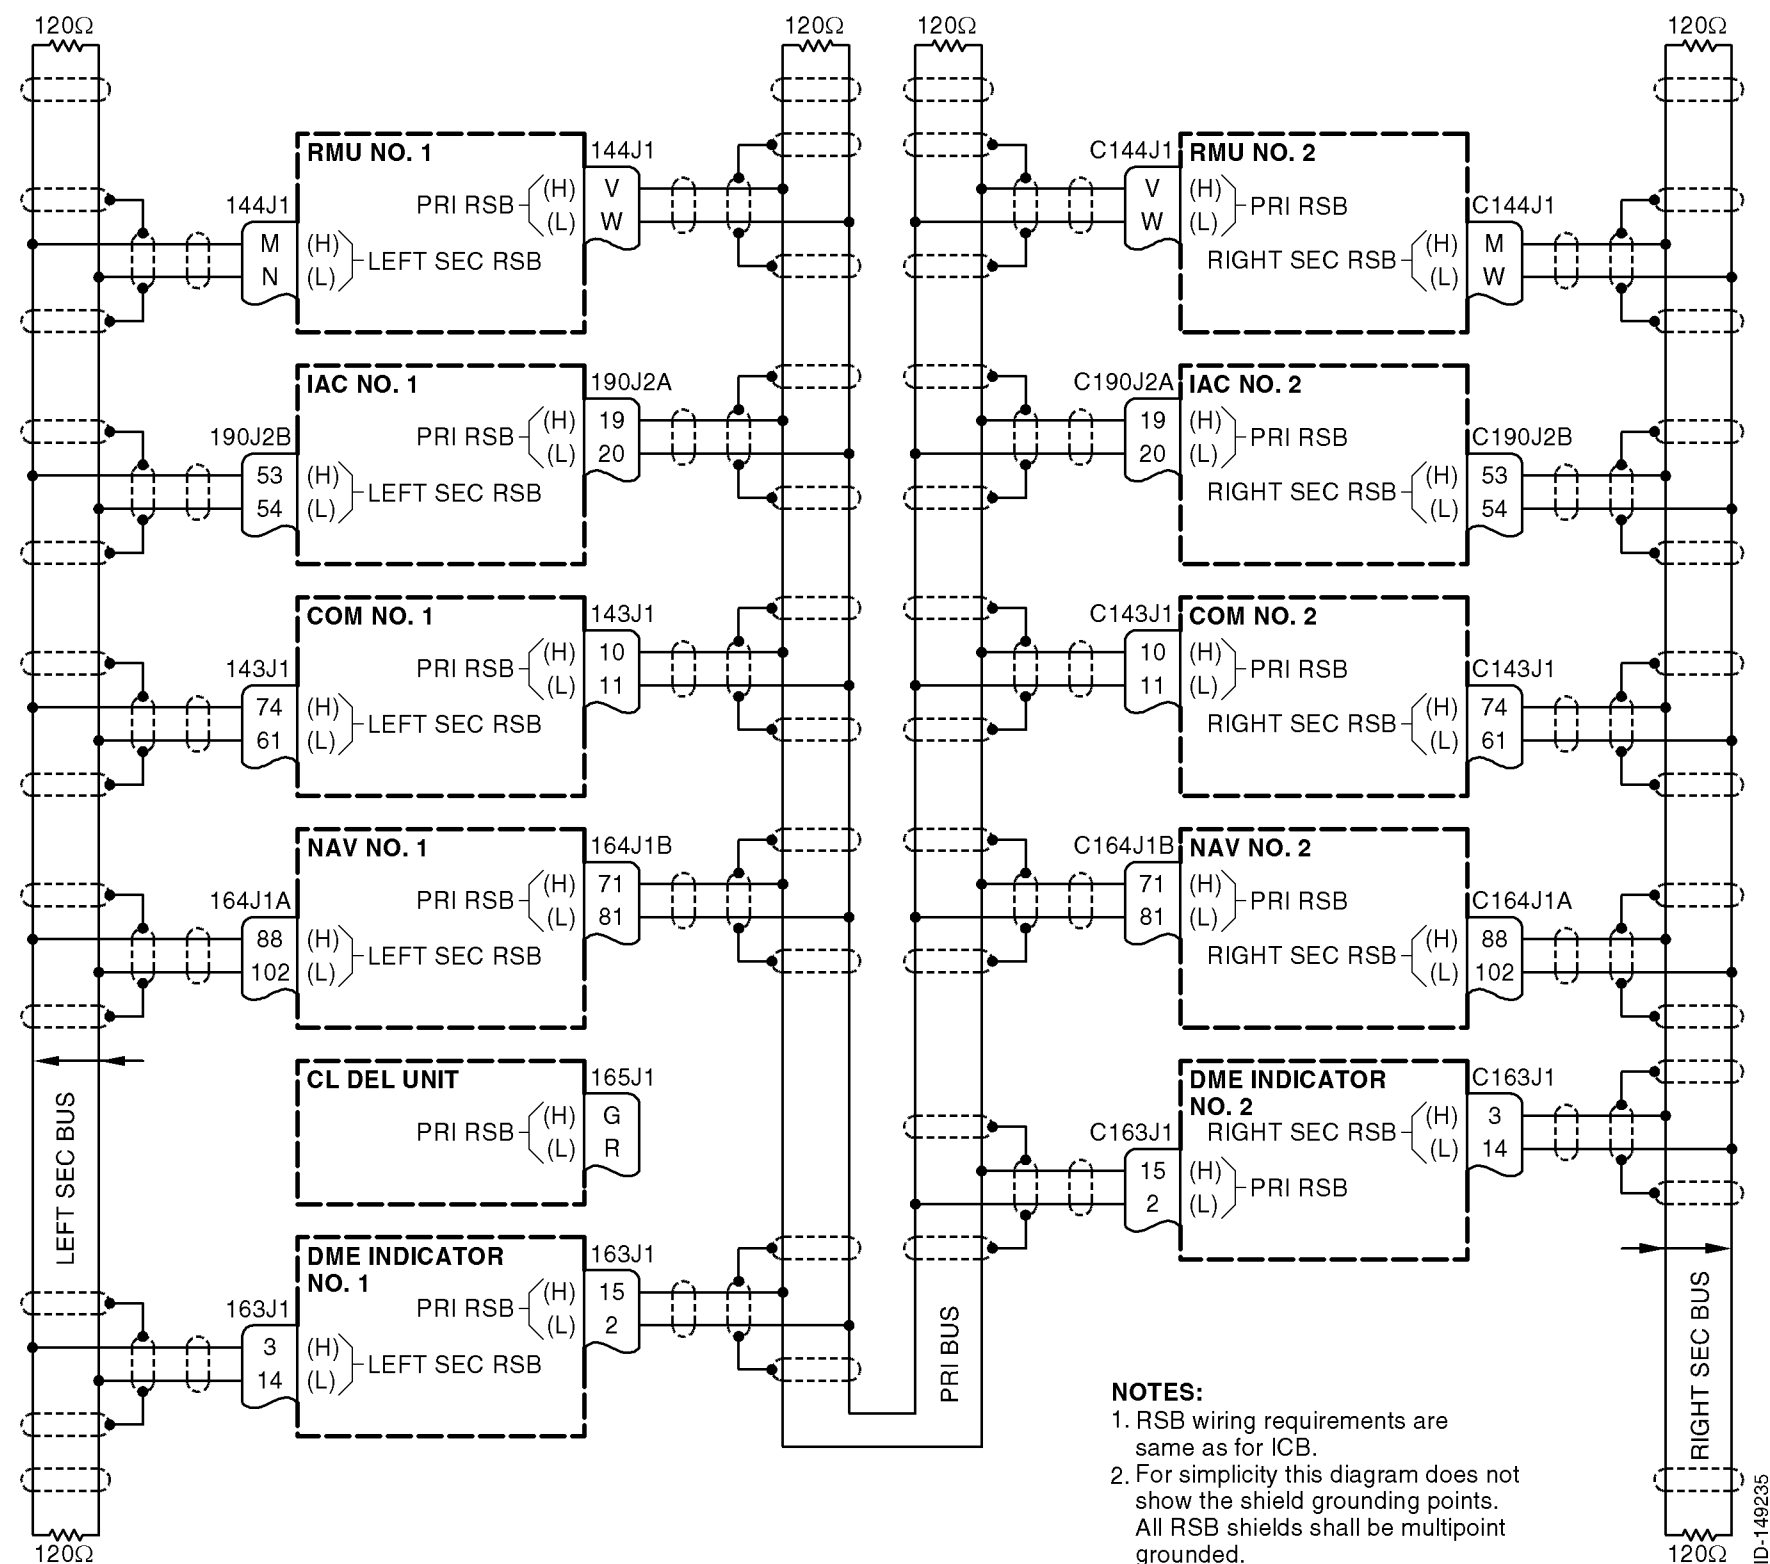 120Ω
120Ω
120Ω
120Ω
RMU NO. 1
144J1
PRI RSB
(H)
V
(L)
W
144J1
M
(H)
N
(L)
LEFT SEC RSB
C144J1
RMU NO. 2
V
(H)
W
(L)
PRI RSB
C144J1
RIGHT SEC RSB
(H)
M
(L)
W
IAC NO. 1
190J2A
PRI RSB
(H)
19
(L)
20
190J2B
53
(H)
54
(L)
LEFT SEC RSB
C190J2A
IAC NO. 2
19
(H)
20
(L)
PRI RSB
C190J2B
RIGHT SEC RSB
(H)
53
(L)
54
COM NO. 1
143J1
PRI RSB
(H)
10
(L)
11
143J1
74
(H)
61
(L)
LEFT SEC RSB
C143J1
COM NO. 2
10
(H)
11
(L)
PRI RSB
C143J1
RIGHT SEC RSB
(H)
74
(L)
61
NAV NO. 1
164J1B
PRI RSB
(H)
71
(L)
81
164J1A
88
(H)
102
(L)
LEFT SEC RSB
C164J1B
NAV NO. 2
71
(H)
81
(L)
PRI RSB
C164J1A
RIGHT SEC RSB
(H)
88
(L)
102
CL DEL UNIT
165J1
PRI RSB
(H)
G
(L)
R
DME INDICATOR
NO. 2
C163J1
RIGHT SEC RSB
(H)
3
(L)
14
C163J1
15
(H)
2
(L)
PRI RSB
LEFT SEC BUS
DME INDICATOR
NO. 1
163J1
PRI RSB
(H)
15
(L)
2
163J1
3
(H)
14
(L)
LEFT SEC RSB
PRI BUS
RIGHT SEC BUS
NOTES:
1. RSB wiring requirements are
same as for ICB.
2. For simplicity this diagram does not
show the shield grounding points.
All RSB shields shall be multipoint
grounded.
120Ω
120Ω
ID-149235